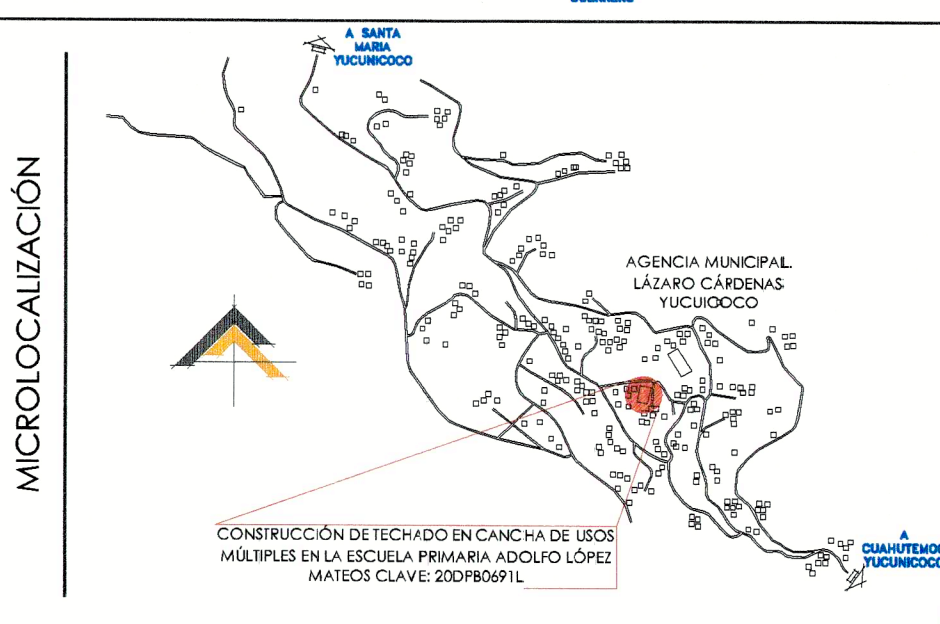 A SANTA
MARIA
YUCUNICOCO
MICROLOCALIZACIÓN
AGENCIA MUNICIPAL.
LÁZARO CÁRDENAS
YUCUICOCO
CONSTRUCCIÓN DE TECHADO EN CANCHA DE USOS
MÚLTIPLES EN LA ESCUELA PRIMARIA ADOLFO LÓPEZ
MATEOS CLAVE: 20DPB0691L
A
CUAHUTEMOC
YUCUNICOCO